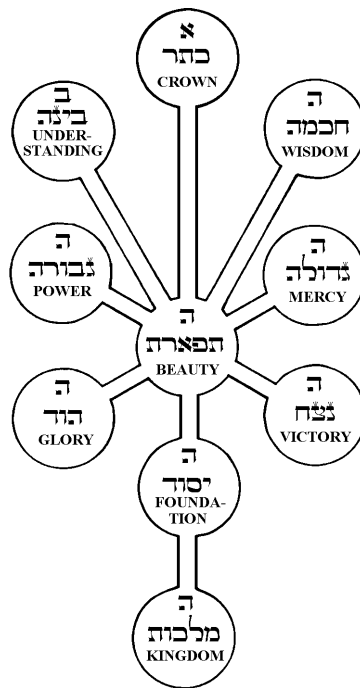 א
כתר
CROWN
ב
בינה
UNDER-
STANDING
ה
חכמה
WISDOM
ה
גבורה
POWER
ה
גדולה
MERCY
ה
תפארת
BEAUTY
ה
הוד
GLORY
ה
נצח
VICTORY
ה
יסוד
FOUNDA-
TION
ה
מלכות
KINGDOM